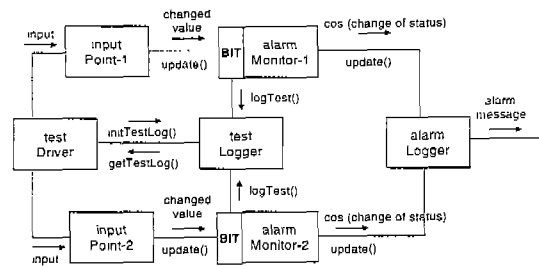 input
input
Point-1
changed
value
update()
BIT
alarm
Monitor-1
cos (change of status)
update()
logTest()
test
Driver
initTestLog()
getTestLog()
test
Logger
alarm
Logger
alarm
message
logTest()
input
input
Point-2
changed
value
update()
BIT
alarm
Monitor-2
cos (change of status)
update()